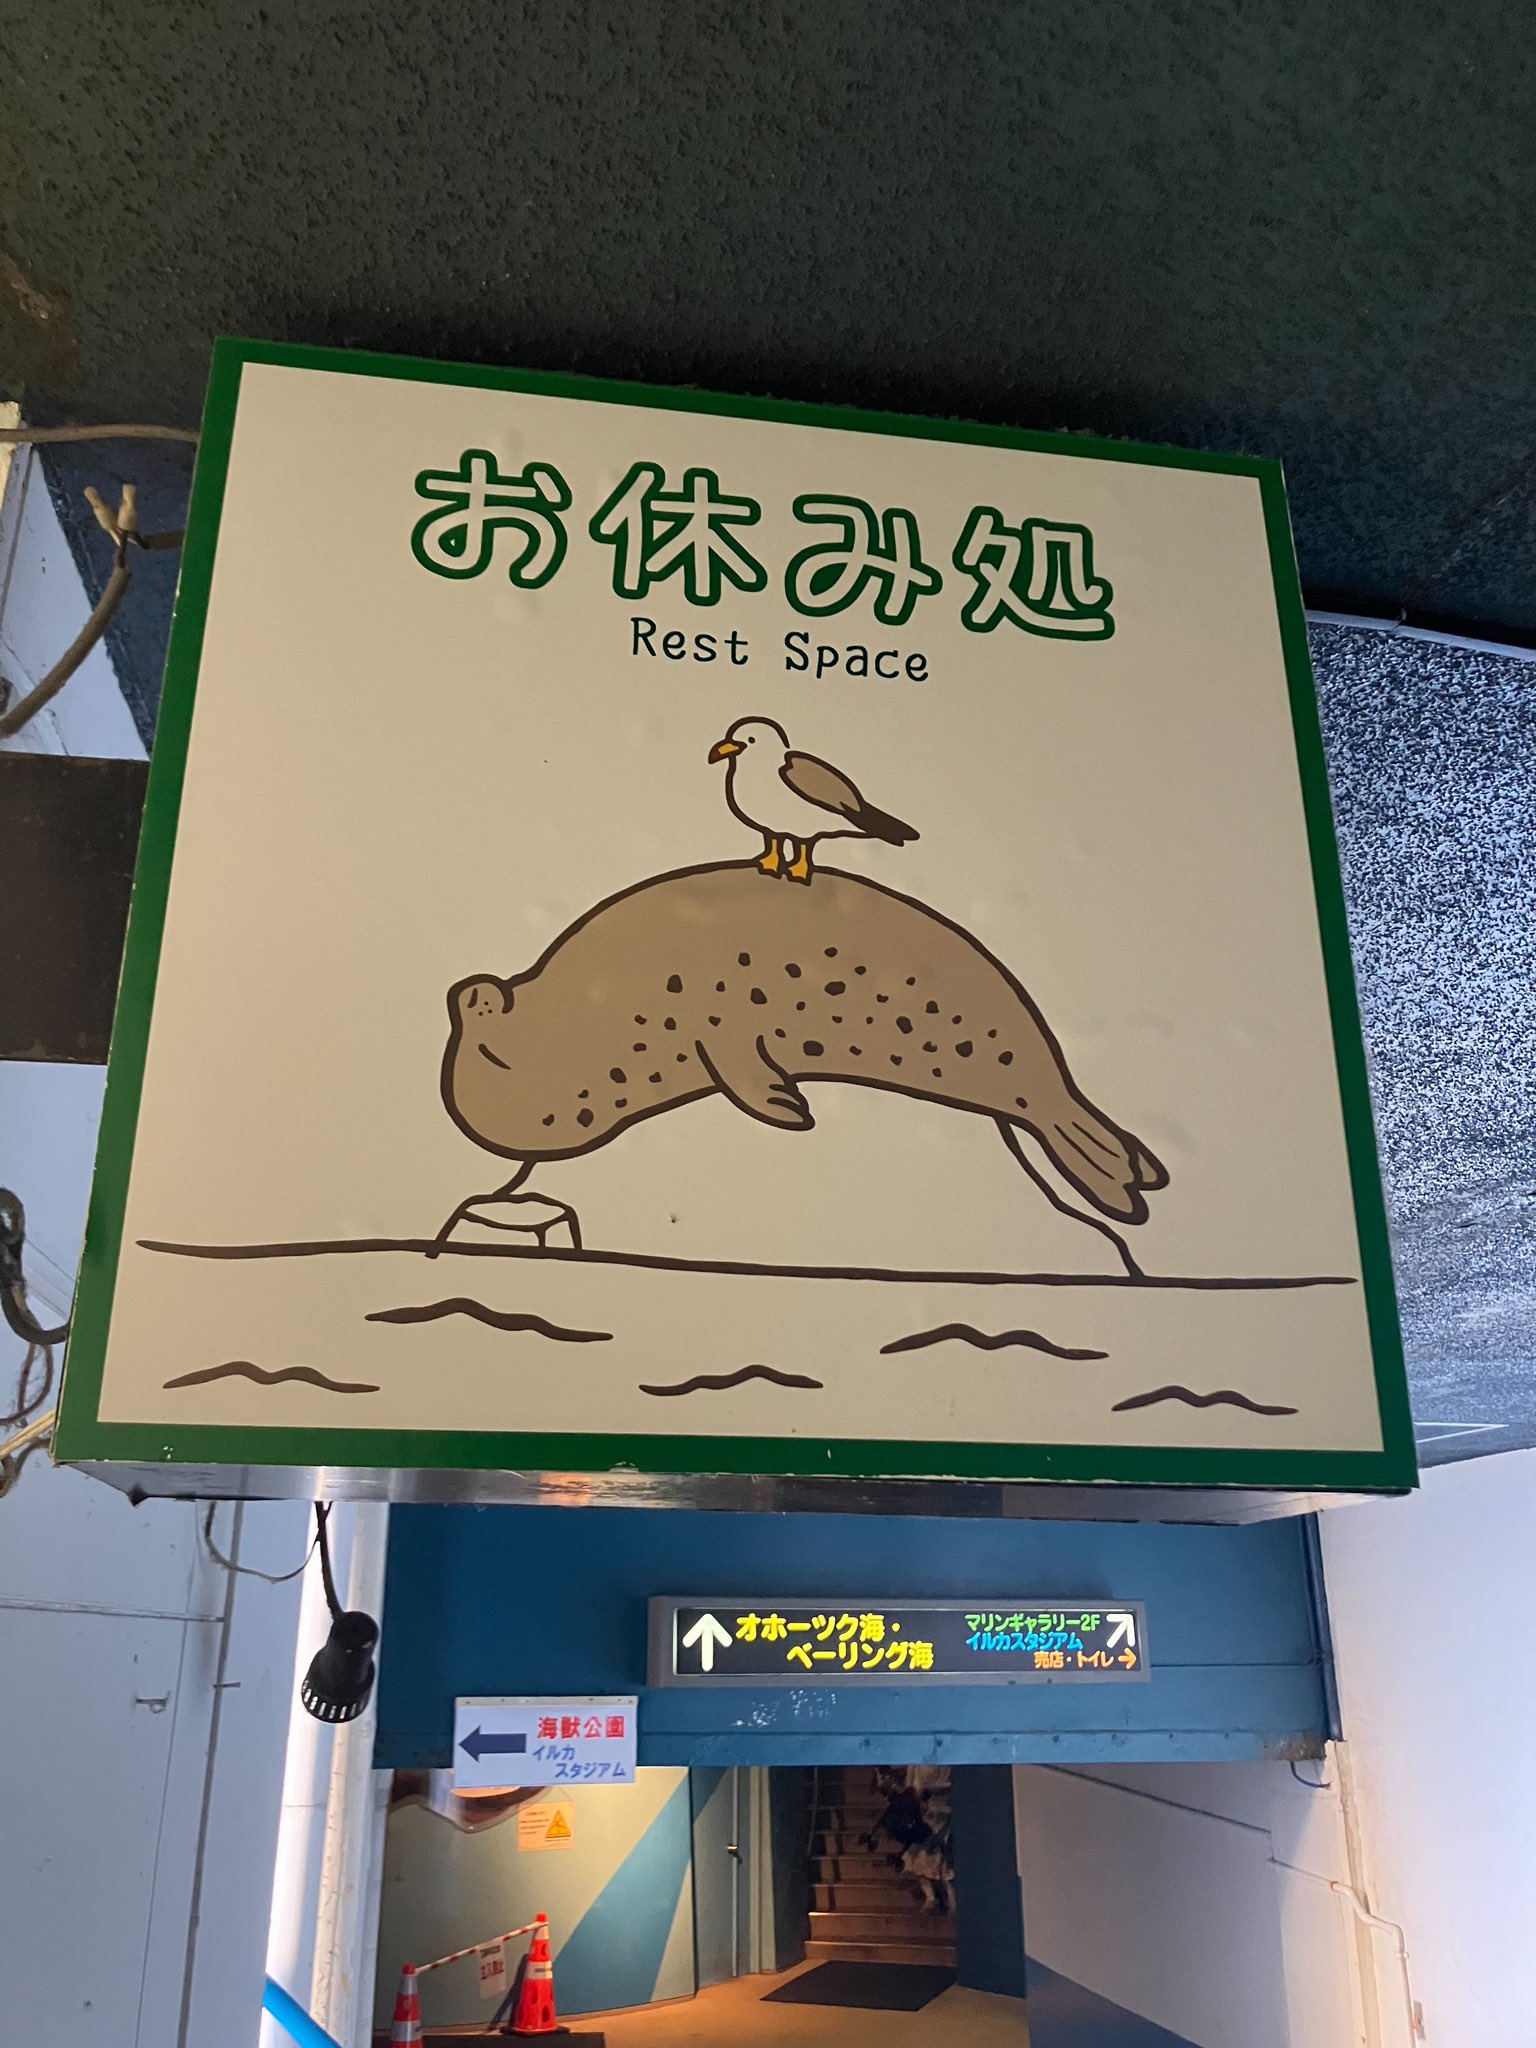 お休み処
Rest Space
オホーツク海・
ベーリング海
マリンギャラリー2F
イルカスタジアム
売店・トイレ
海獣公園
イルカ
スタジアム